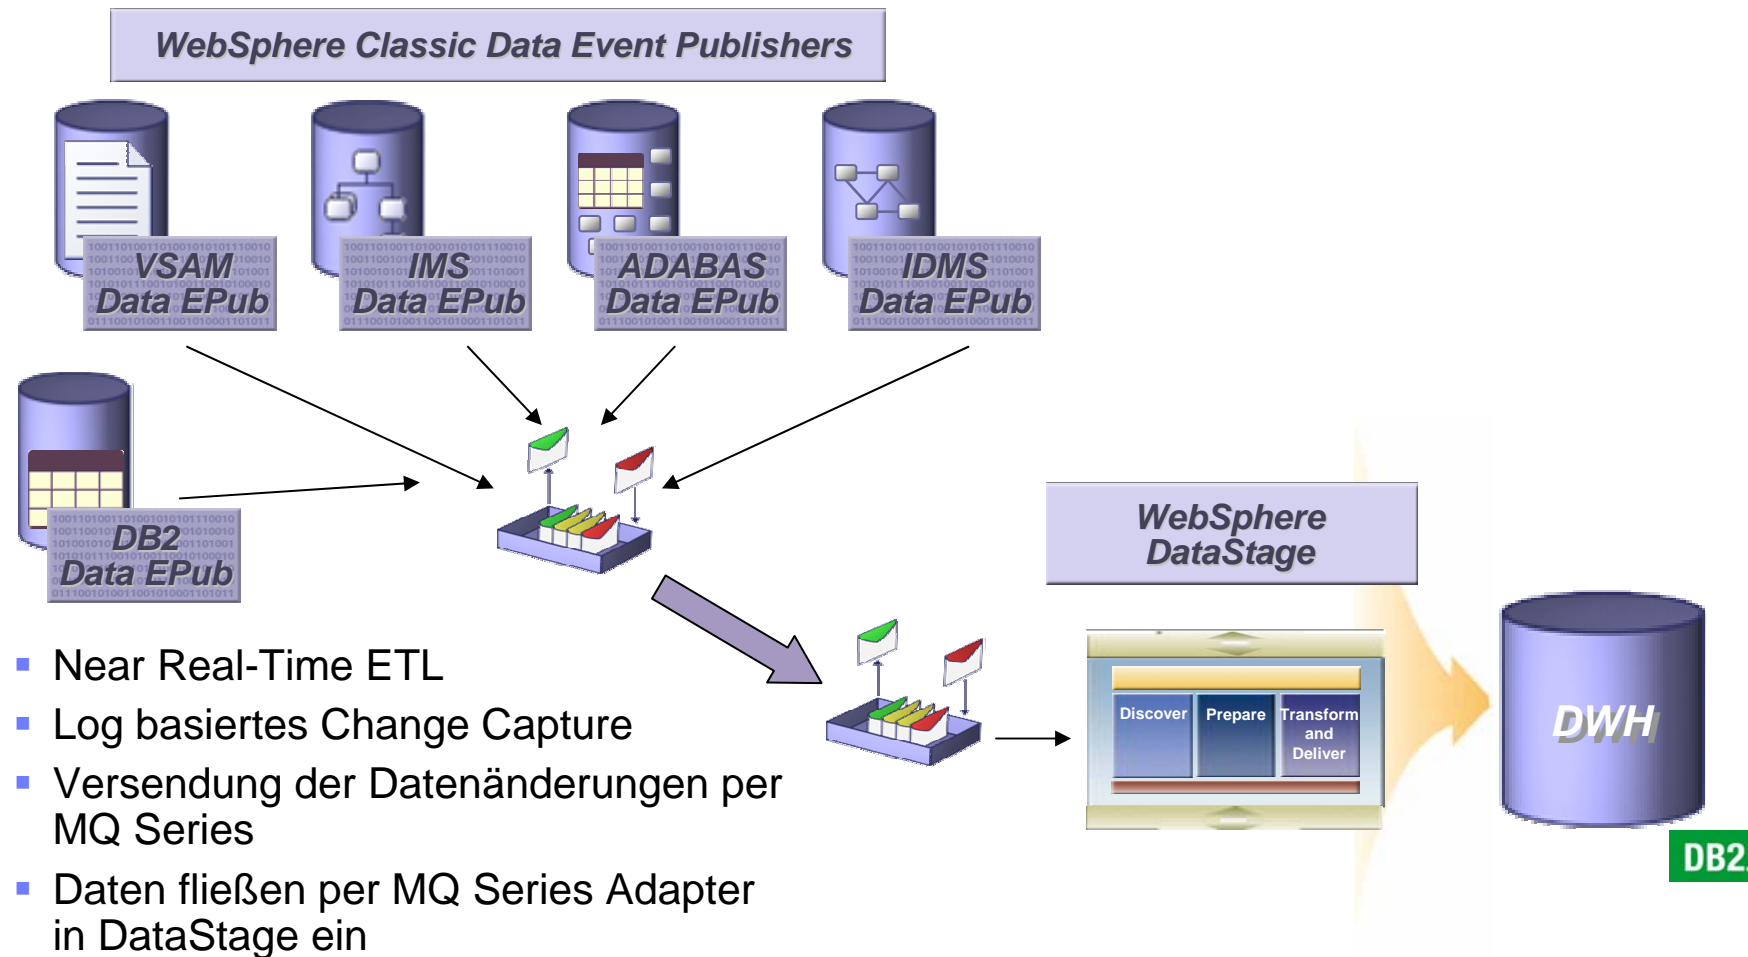 WebSphere Classic Data Event Publishers
VSAM
Data EPub
IMS
Data EPub
ADABAS
Data EPub
IDMS
Data EPub
DB2
Data EPub
WebSphere
DataStage
Discover
Prepare
Transform
and
Deliver
DWH
DB2.
Near Real-Time ETL
Log basiertes Change Capture
Versendung der Datenänderungen per
MQ Series
Daten fließen per MQ Series Adapter
in DataStage ein